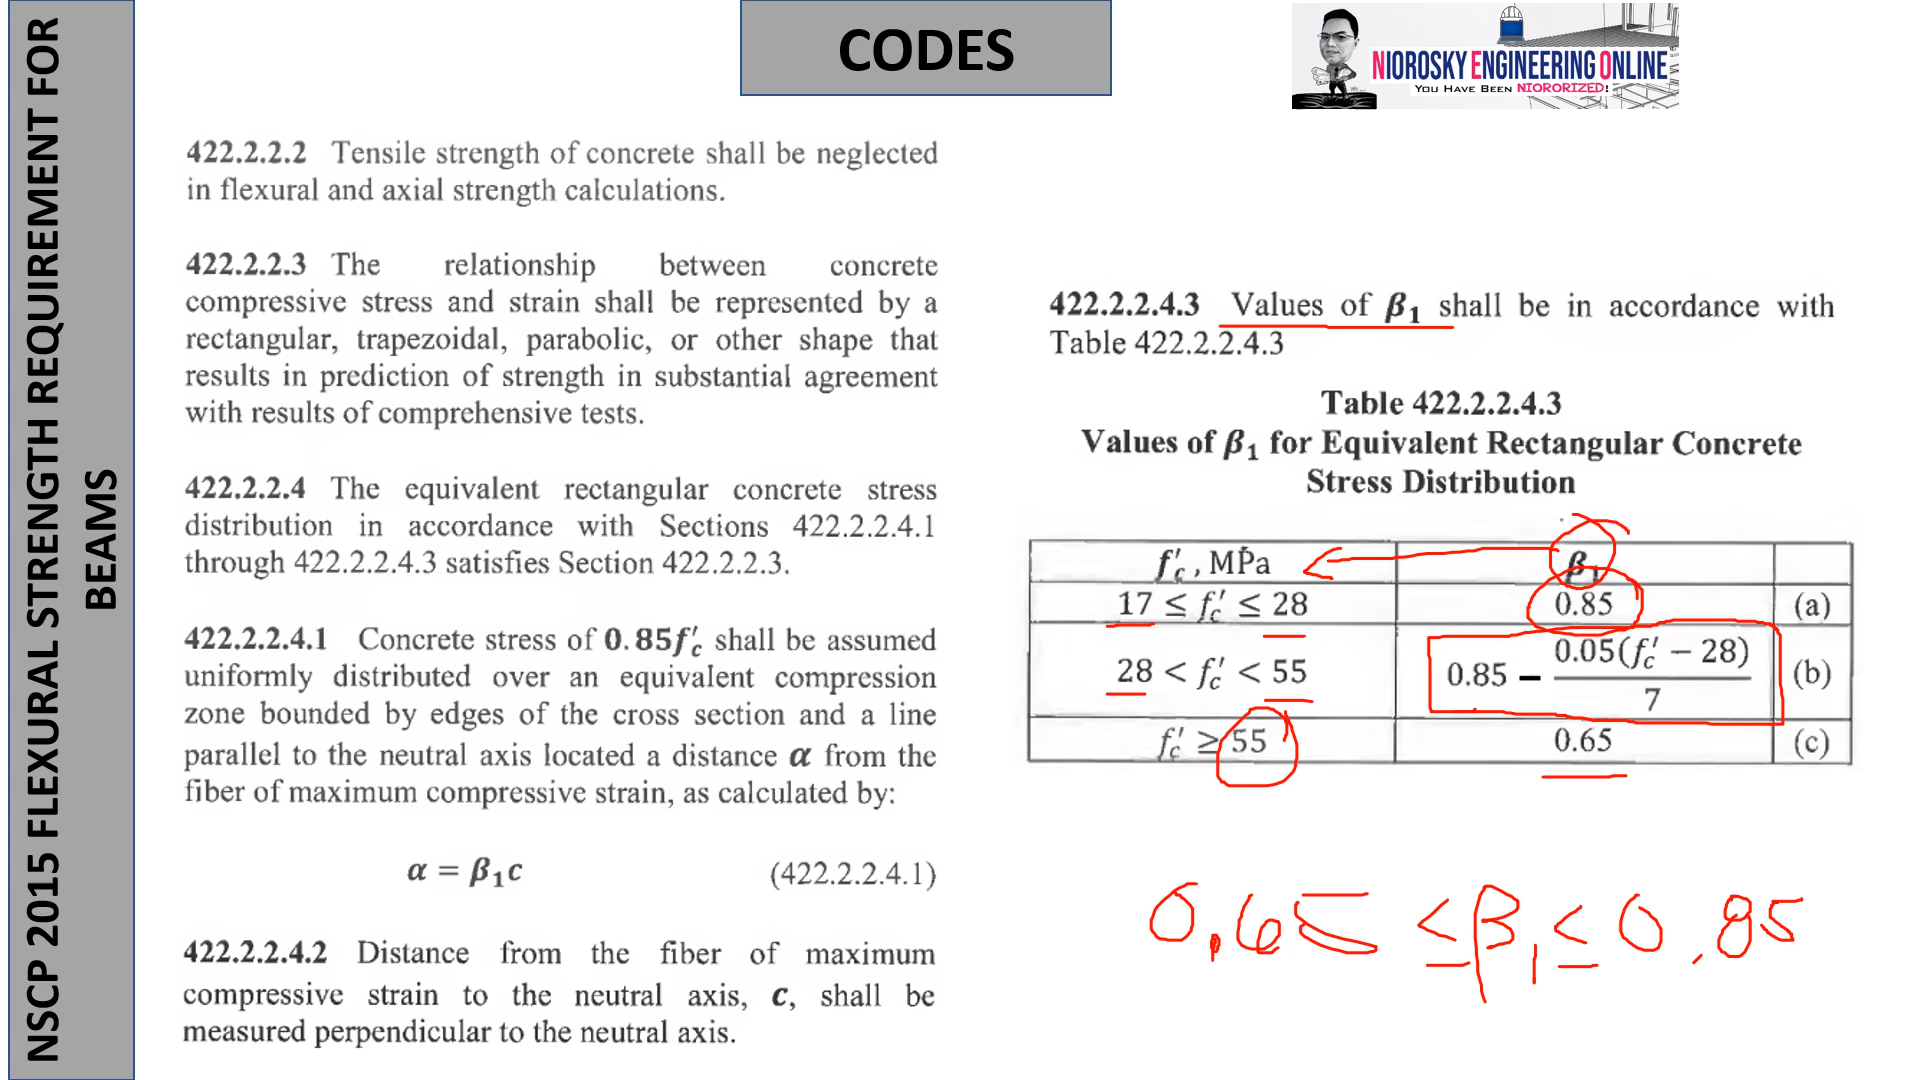 NSCP 2015 FLEXURAL STRENGTH REQUIREMENT FOR
BEAMS
CODES
NIOROSKY ENGINEERING ONLINE
YOU HAVE BEEN NIORORIZED!
422.2.2.2 Tensile strength of concrete shall be neglected
in flexural and axial strength calculations.
422.2.2.3 The relationship between concrete
compressive stress and strain shall be represented by a
rectangular, trapezoidal, parabolic, or other shape that
results in prediction of strength in substantial agreement
with results of comprehensive tests.
422.2.2.4 The equivalent rectangular concrete stress
distribution in accordance with Sections 422.2.2.4.1
through 422.2.2.4.3 satisfies Section 422.2.2.3.
422.2.2.4.1 Concrete stress of 0.85f'c shall be assumed
uniformly distributed over an equivalent compression
zone bounded by edges of the cross section and a line
parallel to the neutral axis located a distance α from the
fiber of maximum compressive strain, as calculated by:
α = β₁c (422.2.2.4.1)
422.2.2.4.2 Distance from the fiber of maximum
compressive strain to the neutral axis, c, shall be
measured perpendicular to the neutral axis.
422.2.2.4.3 Values of β₁ shall be in accordance with
Table 422.2.2.4.3
Table 422.2.2.4.3
Values of β₁ for Equivalent Rectangular Concrete
Stress Distribution
f'c, MPa β₁
17 ≤ f'c ≤ 28 0.85 (a)
28 < f'c < 55 0.85 − 0.05(f'c − 28) / 7 (b)
f'c ≥ 55 0.65 (c)
0.65 ≤ β₁ ≤ 0.85